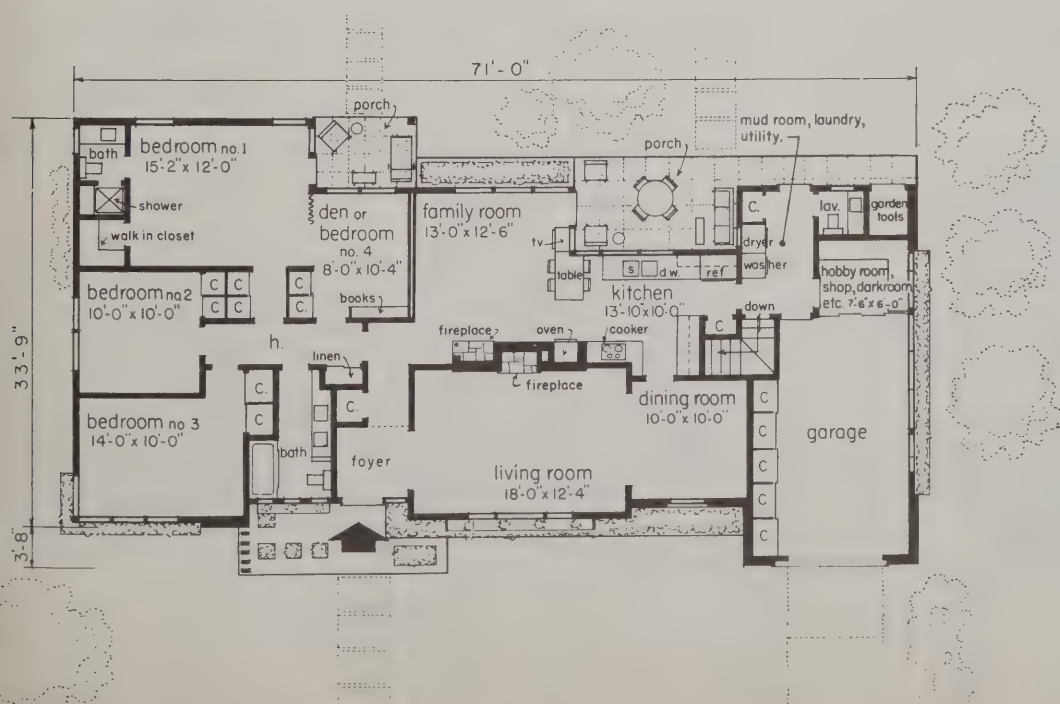 71'-0"
porch
mud room, laundry,
utility.
porch
bath
bedroom no.1
15'-2" x 12'-0"
shower
walk in closet
den or
bedroom
no. 4
8'-0" x 10'-4"
family room
13'-0" x 12'-6"
tv
table
C.
lav.
garden
tools
dryer
washer
S
d w.
ref
kitchen
13'-10" x 10'-0"
hobby room,
shop, darkroom
etc. 7'-6" x 6'-0"
bedroom no2
10'-0" x 10'-0"
C
C
C
C
C
C.
books
h.
linen
fireplace
oven
cooker
C
down
fireplace
33'-9"
dining room
10'-0" x 10'-0"
bedroom no 3
14'-0" x 10'-0"
C.
C
C.
bath
foyer
living room
18'-0" x 12'-4"
C
C
C
C
C
garage
3'-8"